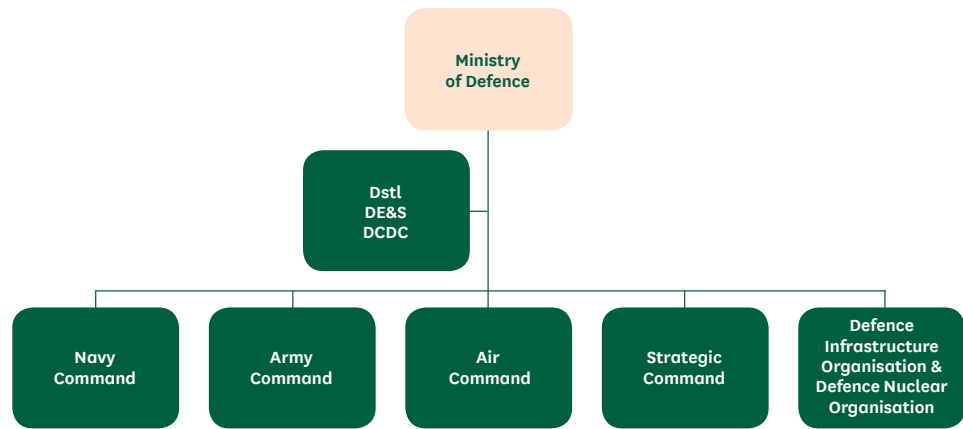 Ministry
of Defence
Dstl
DE&S
DCDC
Navy
Command
Army
Command
Air
Command
Strategic
Command
Defence
Infrastructure
Organisation &
Defence Nuclear
Organisation